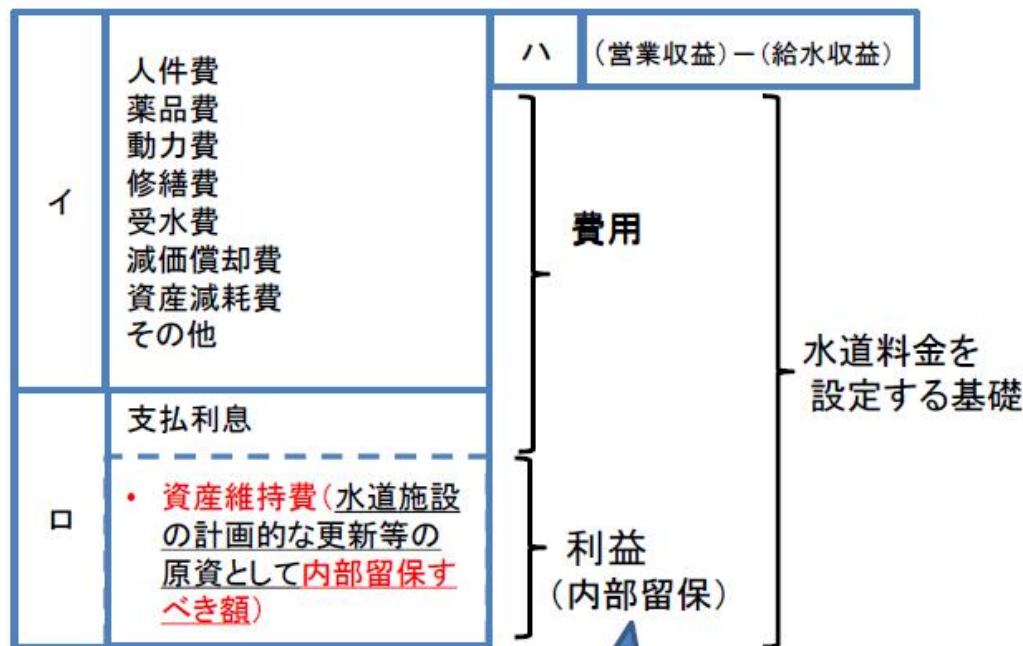 イ
人件費
薬品費
動力費
修繕費
受水費
減価償却費
資産減耗費
その他
ハ
（営業収益）－（給水収益）
費用
ロ
支払利息
• 資産維持費（水道施設
の計画的な更新等の
原資として内部留保す
べき額）
利益
（内部留保）
水道料金を
設定する基礎